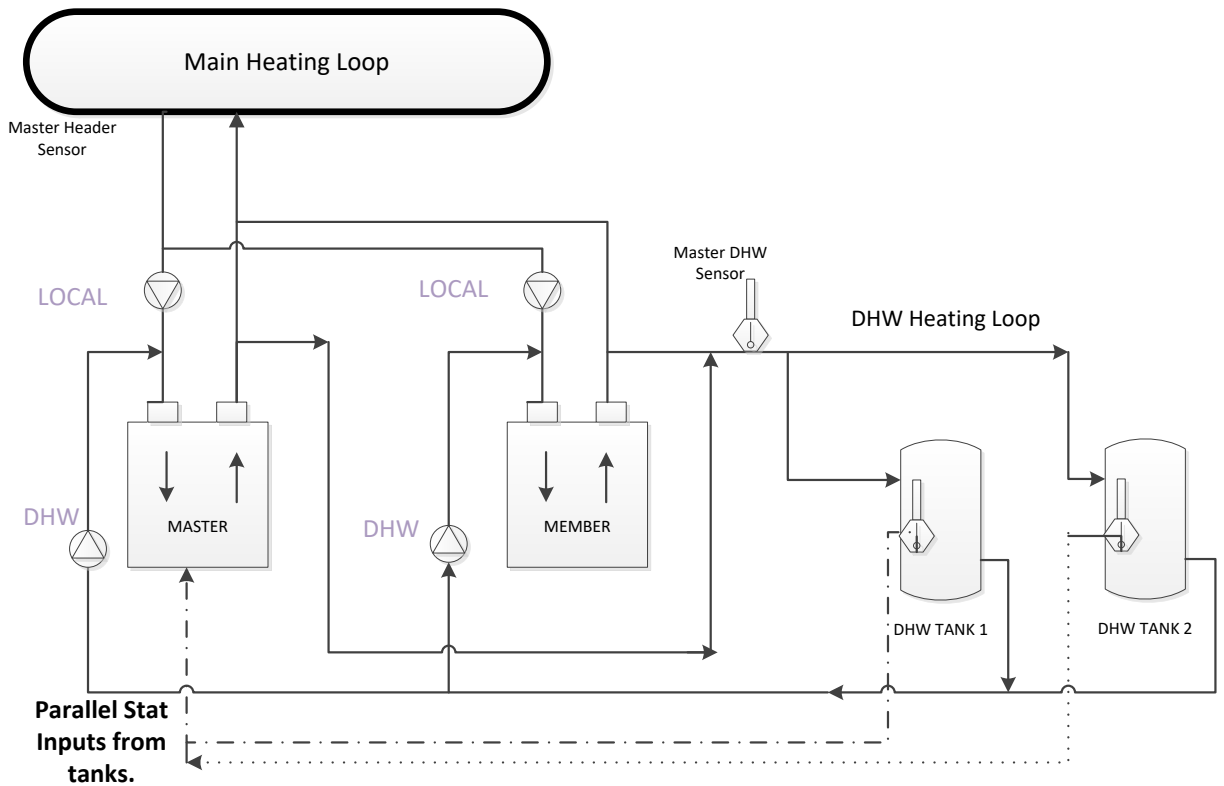 Main Heating Loop
Master Header
Sensor
Master DHW
Sensor
LOCAL
LOCAL
DHW Heating Loop
DHW
MASTER
DHW
MEMBER
DHW TANK 1
DHW TANK 2
Parallel Stat
Inputs from
tanks.